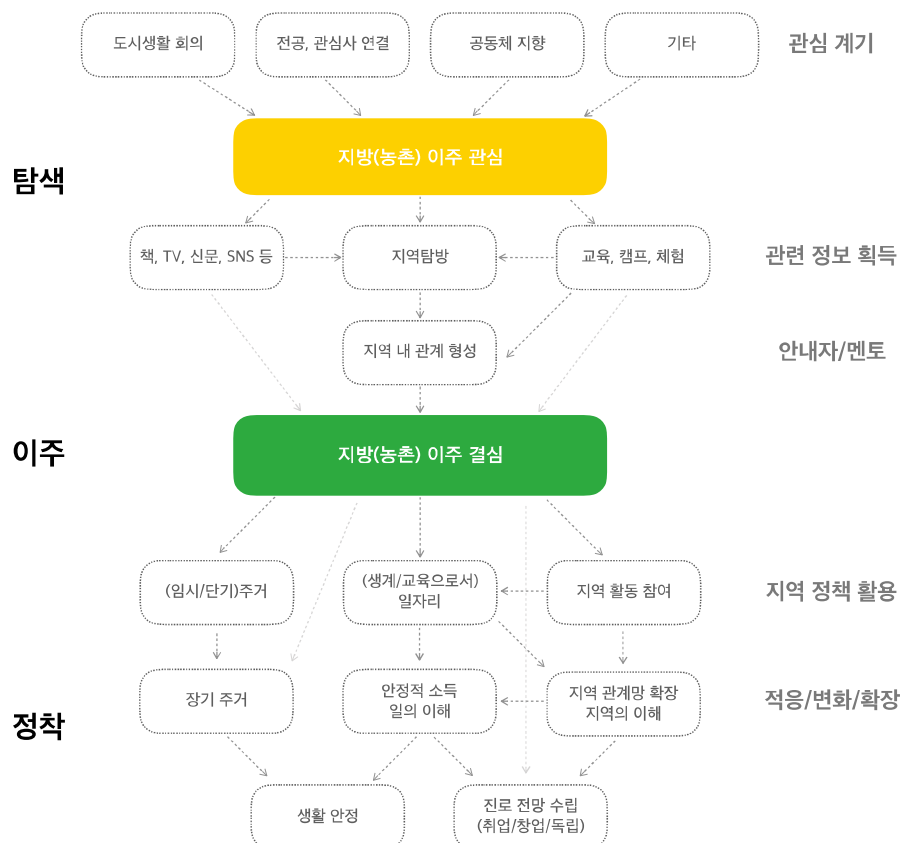 도시생활 회의
전공, 관심사 연결
공동체 지향
기타
관심 계기
지방(농촌) 이주 관심
탐색
책, TV, 신문, SNS 등
지역탐방
교육, 캠프, 체험
관련 정보 획득
지역 내 관계 형성
안내자/멘토
이주
지방(농촌) 이주 결심
(임시/단기)주거
(생계/교육으로서)
일자리
지역 활동 참여
지역 정책 활용
장기 주거
안정적 소득
일의 이해
지역 관계망 확장
지역의 이해
적응/변화/확장
정착
생활 안정
진로 전망 수립
(취업/창업/독립)